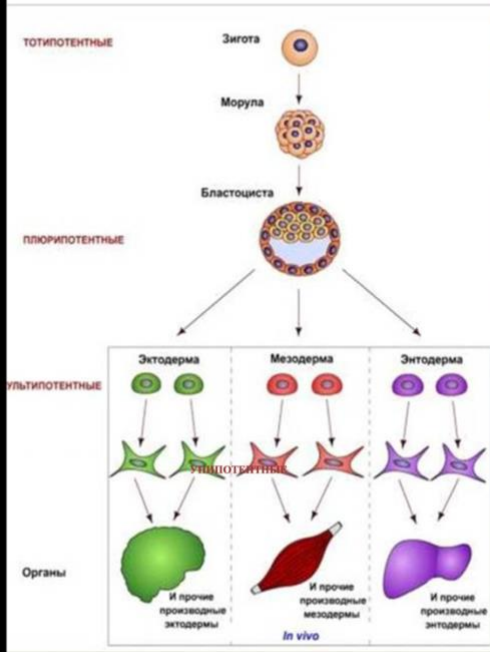 ТОТИПОТЕНТНЫЕ
Зигота
Морула
Бластоциста
ПЛЮРИПОТЕНТНЫЕ
Эктодерма
Мезодерма
Энтодерма
УЛЬТИПОТЕНТНЫЕ
УНИПОТЕНТНЫЕ
Органы
И прочие
производные
эктодермы
И прочие
производные
мезодермы
И прочие
производные
энтодермы
In vivo